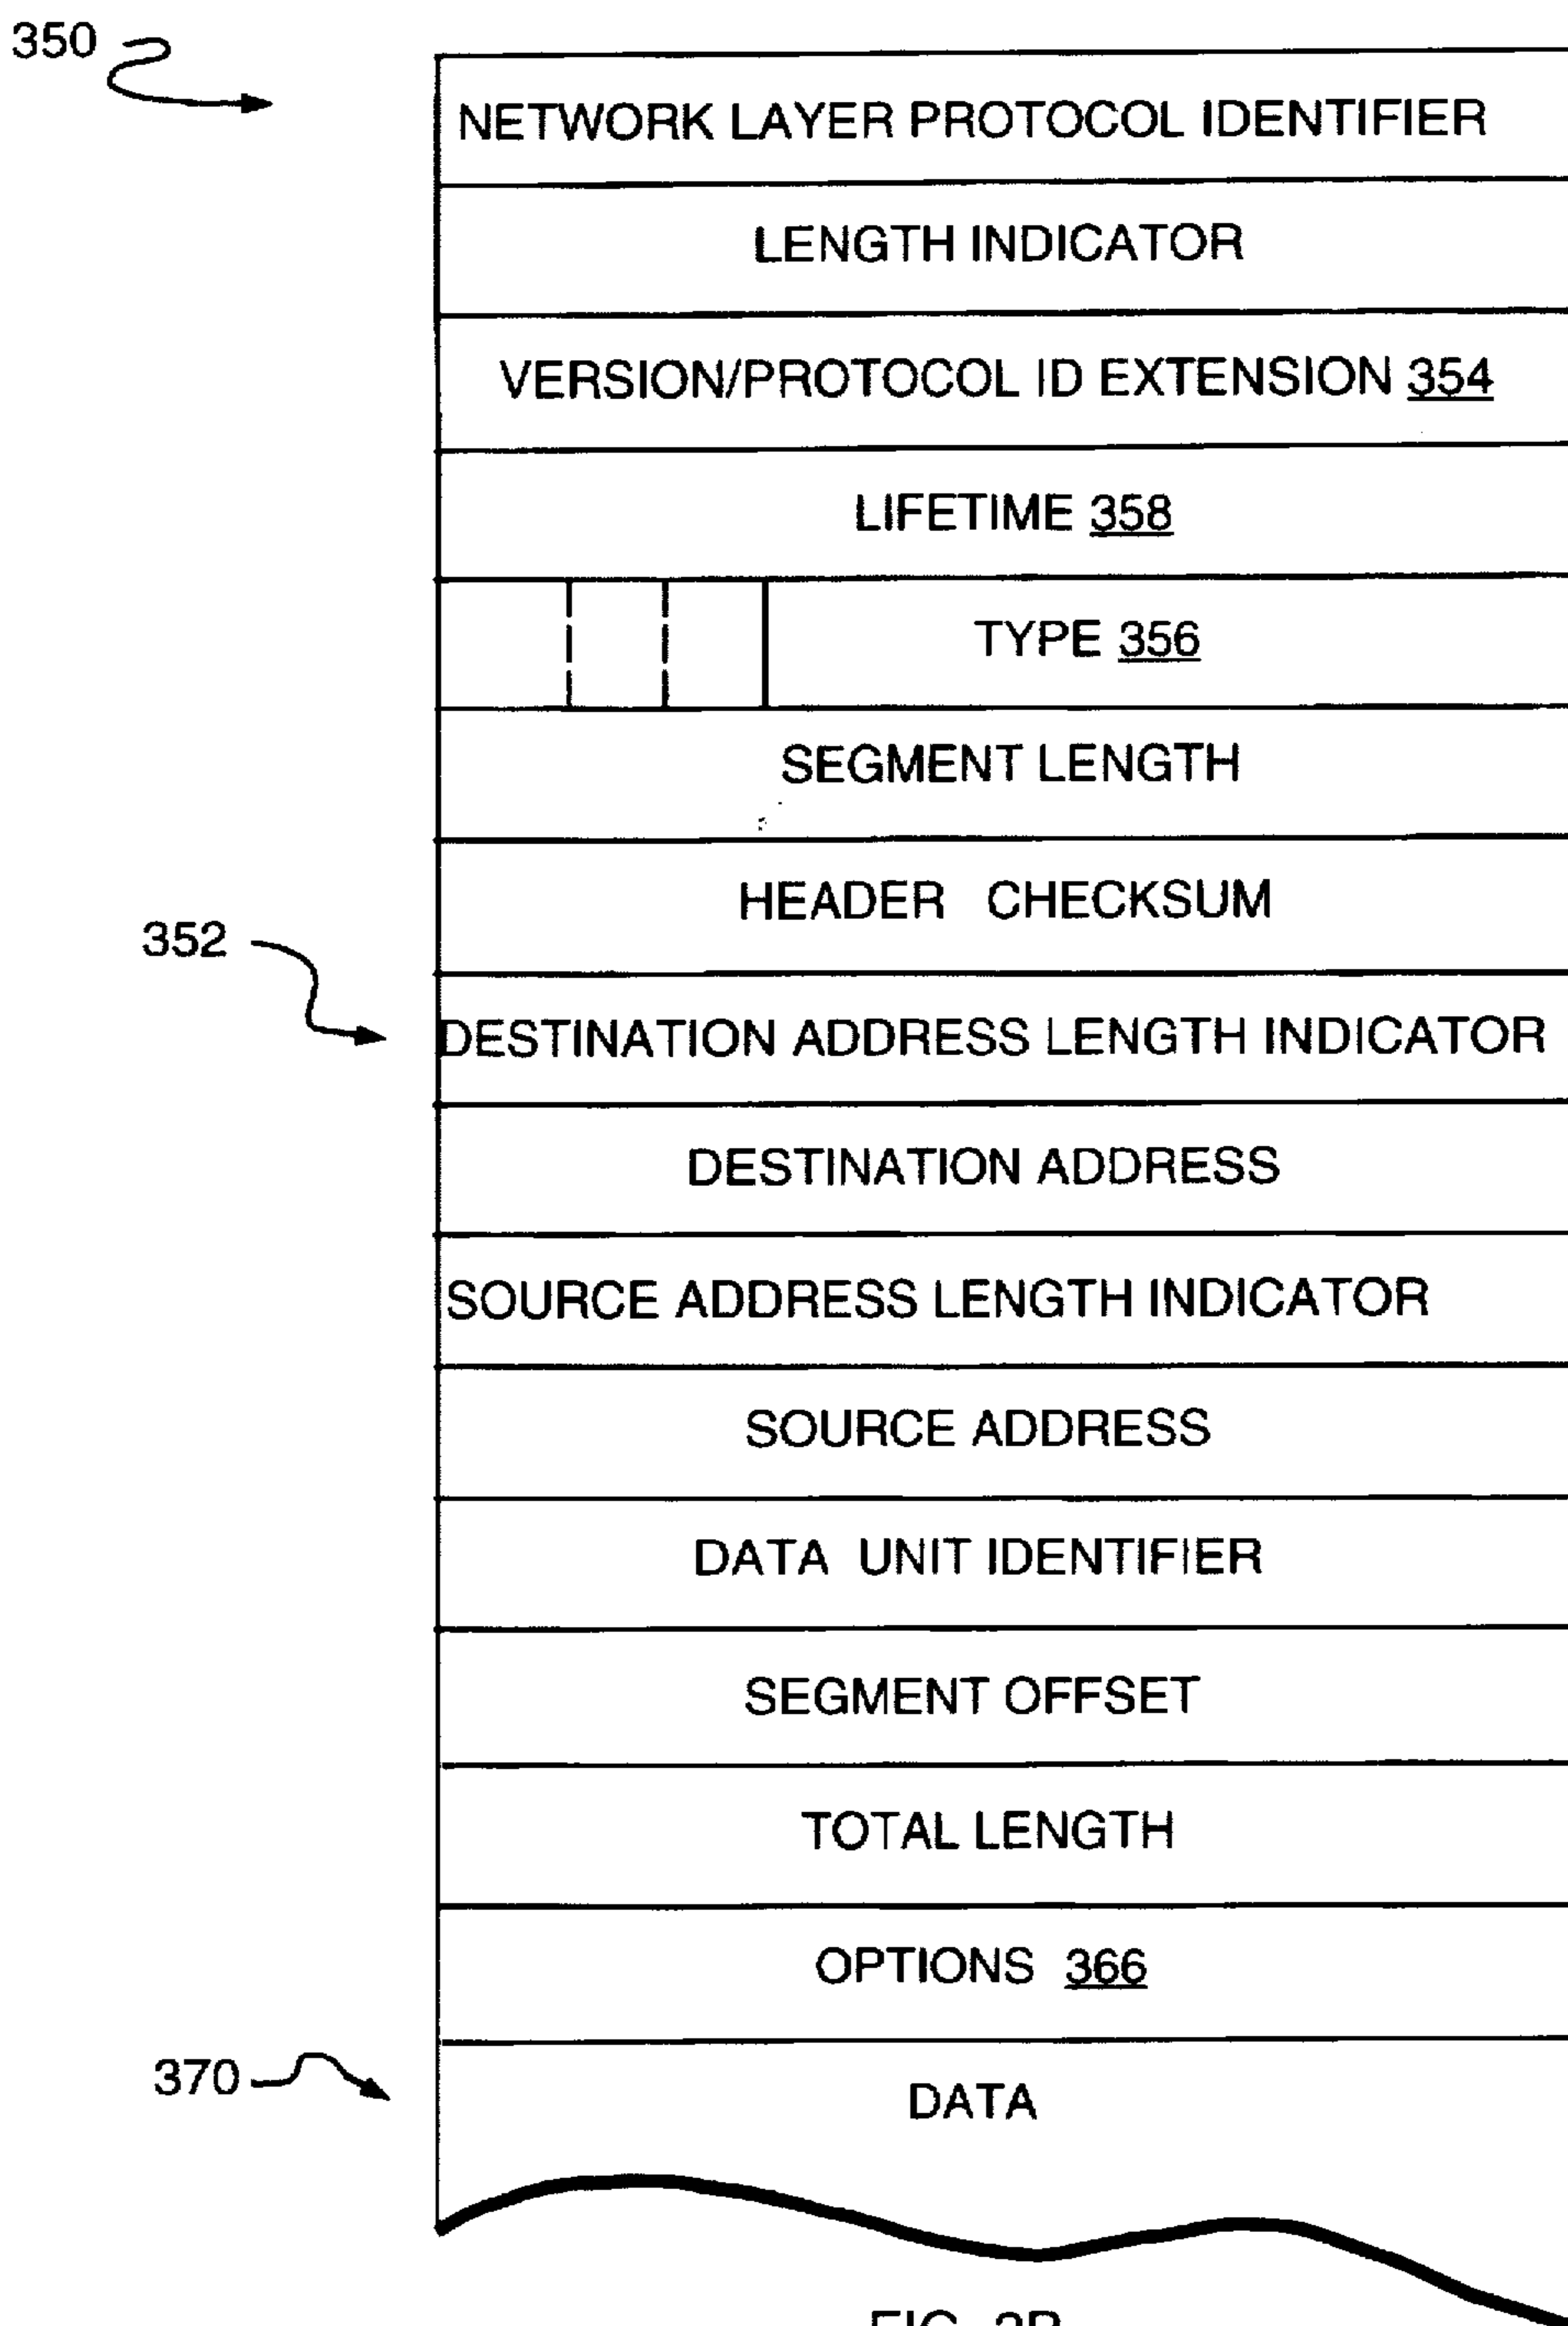 350
NETWORK LAYER PROTOCOL IDENTIFIER
LENGTH INDICATOR
VERSION/PROTOCOL ID EXTENSION 354
LIFETIME 358
TYPE 356
SEGMENT LENGTH
HEADER CHECKSUM
352
DESTINATION ADDRESS LENGTH INDICATOR
DESTINATION ADDRESS
SOURCE ADDRESS LENGTH INDICATOR
SOURCE ADDRESS
DATA UNIT IDENTIFIER
SEGMENT OFFSET
TOTAL LENGTH
OPTIONS 366
370
DATA
FIG.